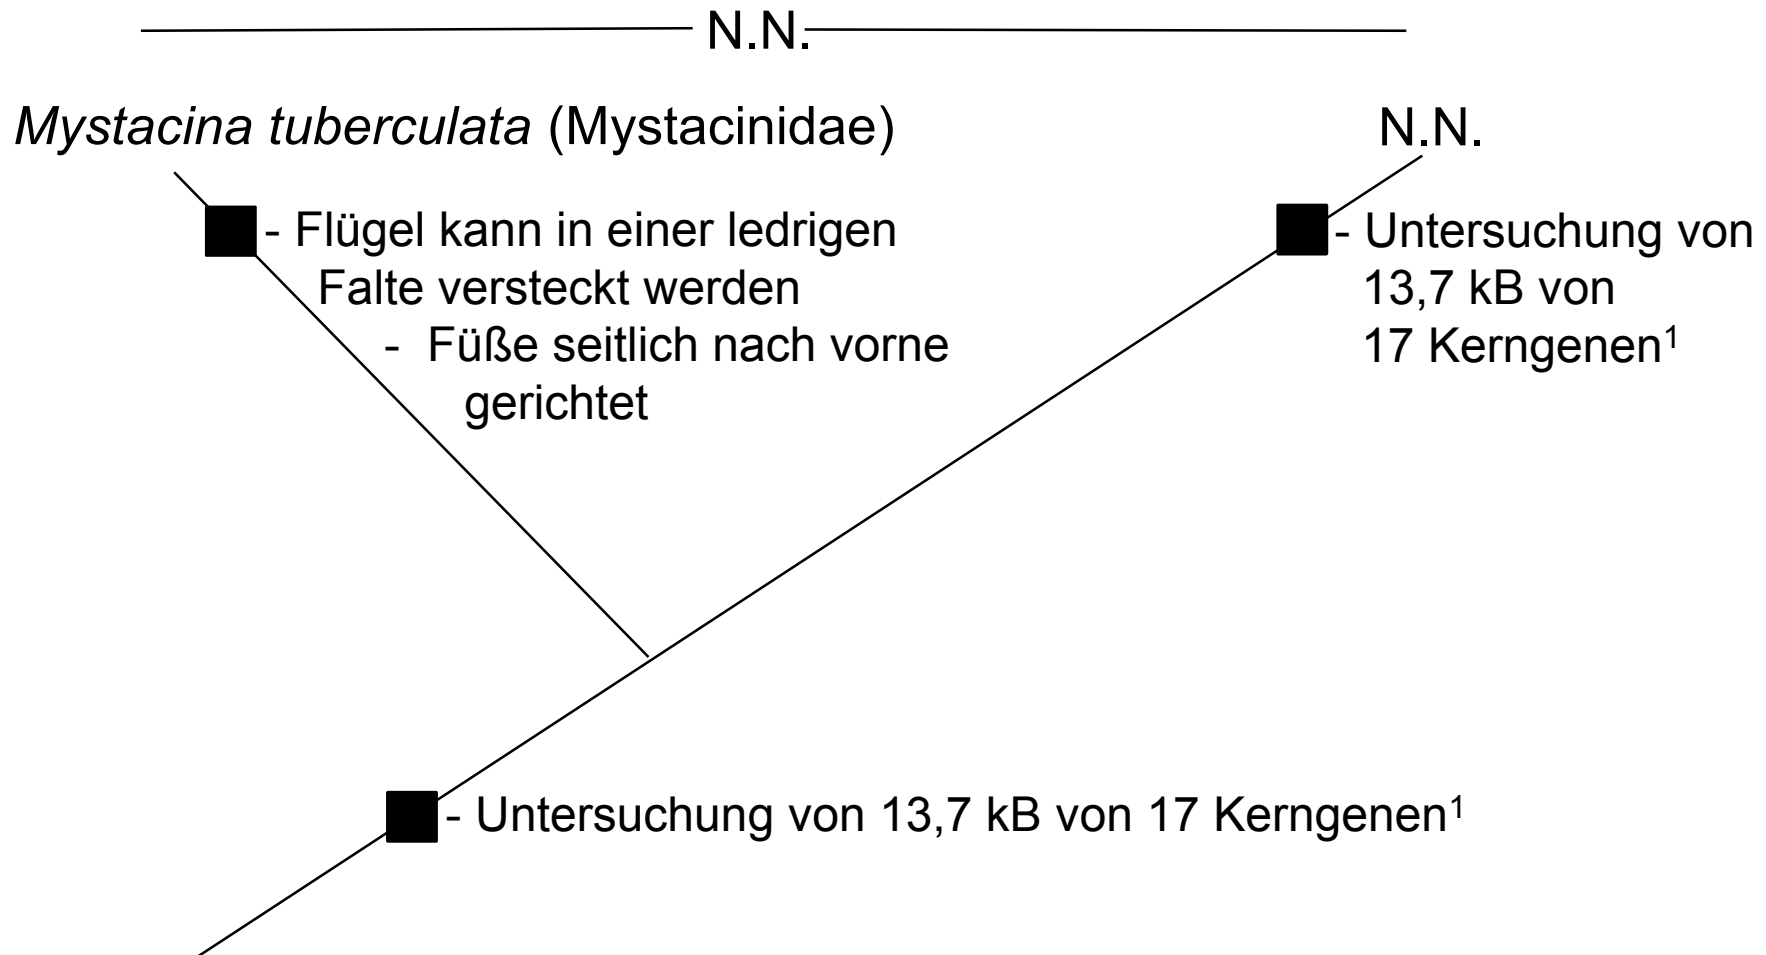 N.N.
Mystacina tuberculata (Mystacinidae)
N.N.
- Flügel kann in einer ledrigen
Falte versteckt werden
- Füße seitlich nach vorne
gerichtet
- Untersuchung von
13,7 kB von
17 Kerngenen¹
- Untersuchung von 13,7 kB von 17 Kerngenen¹